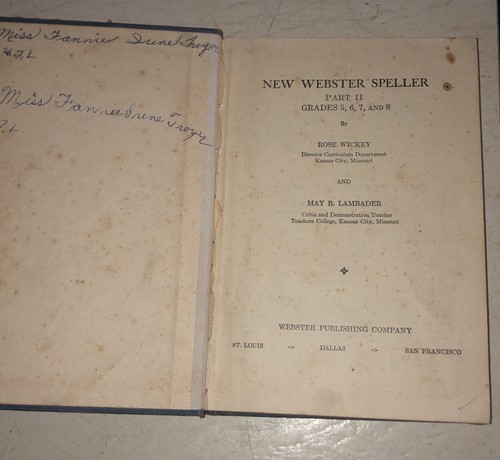 Miss Fannie Irene Troyer
Miss Fannie Irene Troyer
NEW WEBSTER SPELLER
PART II
GRADES 5, 6, 7, AND 8
By
ROSE WICKEY
Director Curriculum Department
Kansas City, Missouri
AND
MAY B. LAMBADER
Critic and Demonstration Teacher
Teachers College, Kansas City, Missouri
WEBSTER PUBLISHING COMPANY
ST. LOUIS DALLAS SAN FRANCISCO